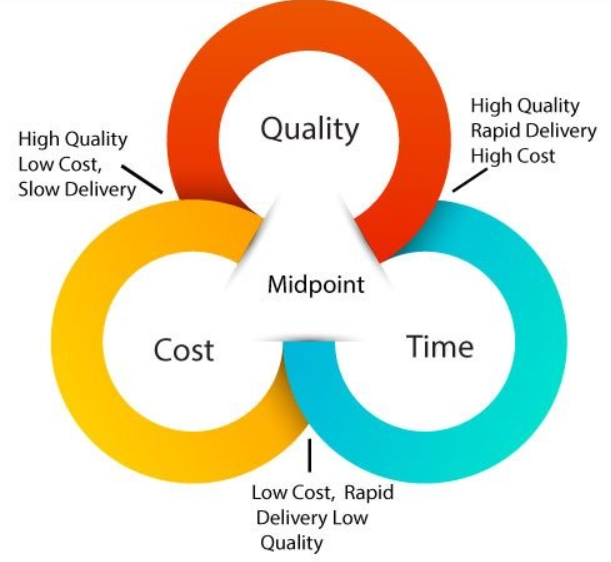 Quality
High Quality
Rapid Delivery
High Cost
High Quality
Low Cost,
Slow Delivery
Midpoint
Cost
Time
Low Cost, Rapid
Delivery Low
Quality